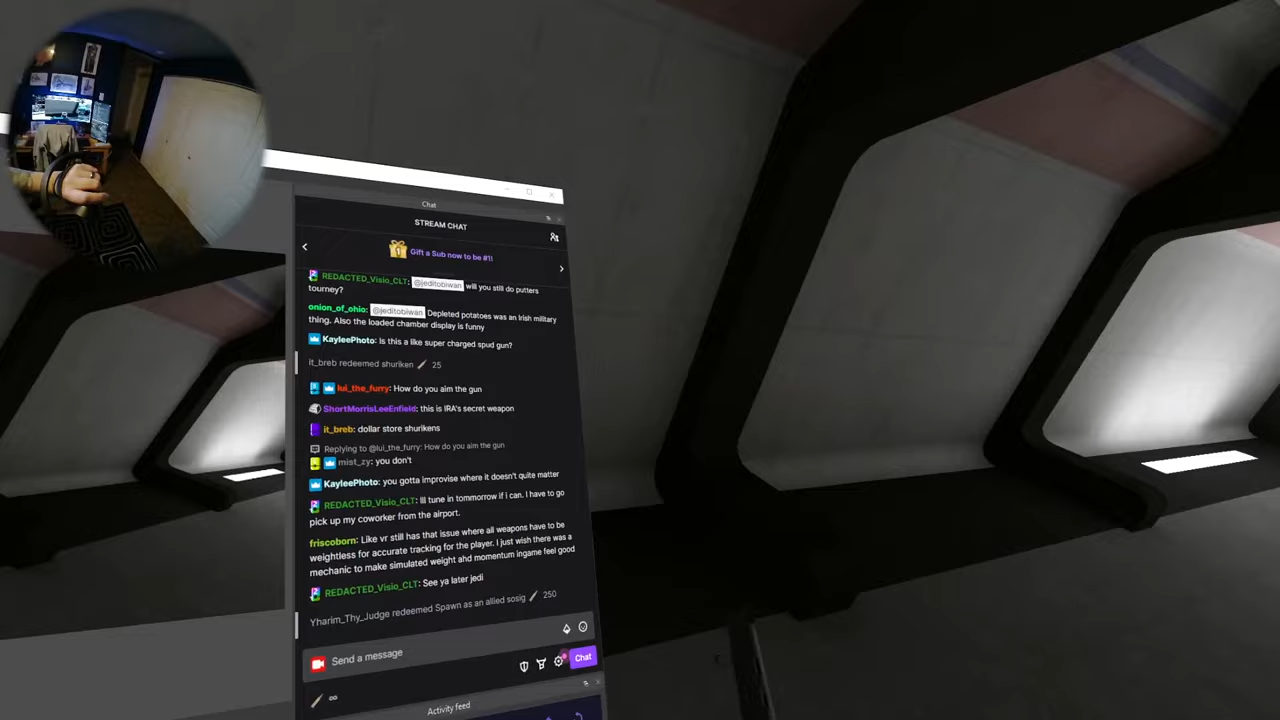 Chat
STREAM CHAT
Gift a Sub now to be #1!
REDACTED_Visio_CLT: @jeditobiwan will you still do putters
tourney?
onion_of_ohio: @jeditobiwan Depleted potatoes was an Irish military
thing. Also the loaded chamber display is funny
KayleePhoto: Is this a like super charged spud gun?
it_breb redeemed shuriken 25
lui_the_furry: How do you aim the gun
ShortMorrisLeeEnfield: this is IRA's secret weapon
it_breb: dollar store shurikens
Replying to @lui_the_furry: How do you aim the gun
mist_zy: you don't
KayleePhoto: you gotta improvise where it doesn't quite matter
REDACTED_Visio_CLT: Ill tune in tommorrow if i can. I have to go
pick up my coworker from the airport.
friscoborn: Like vr still has that issue where all weapons have to be
weightless for accurate tracking for the player. I just wish there was a
mechanic to make simulated weight ahd momentum ingame feel good
REDACTED_Visio_CLT: See ya later jedi
Yharim_Thy_Judge redeemed Spawn as an allied sosig 250
Send a message
Chat
∞
Activity feed